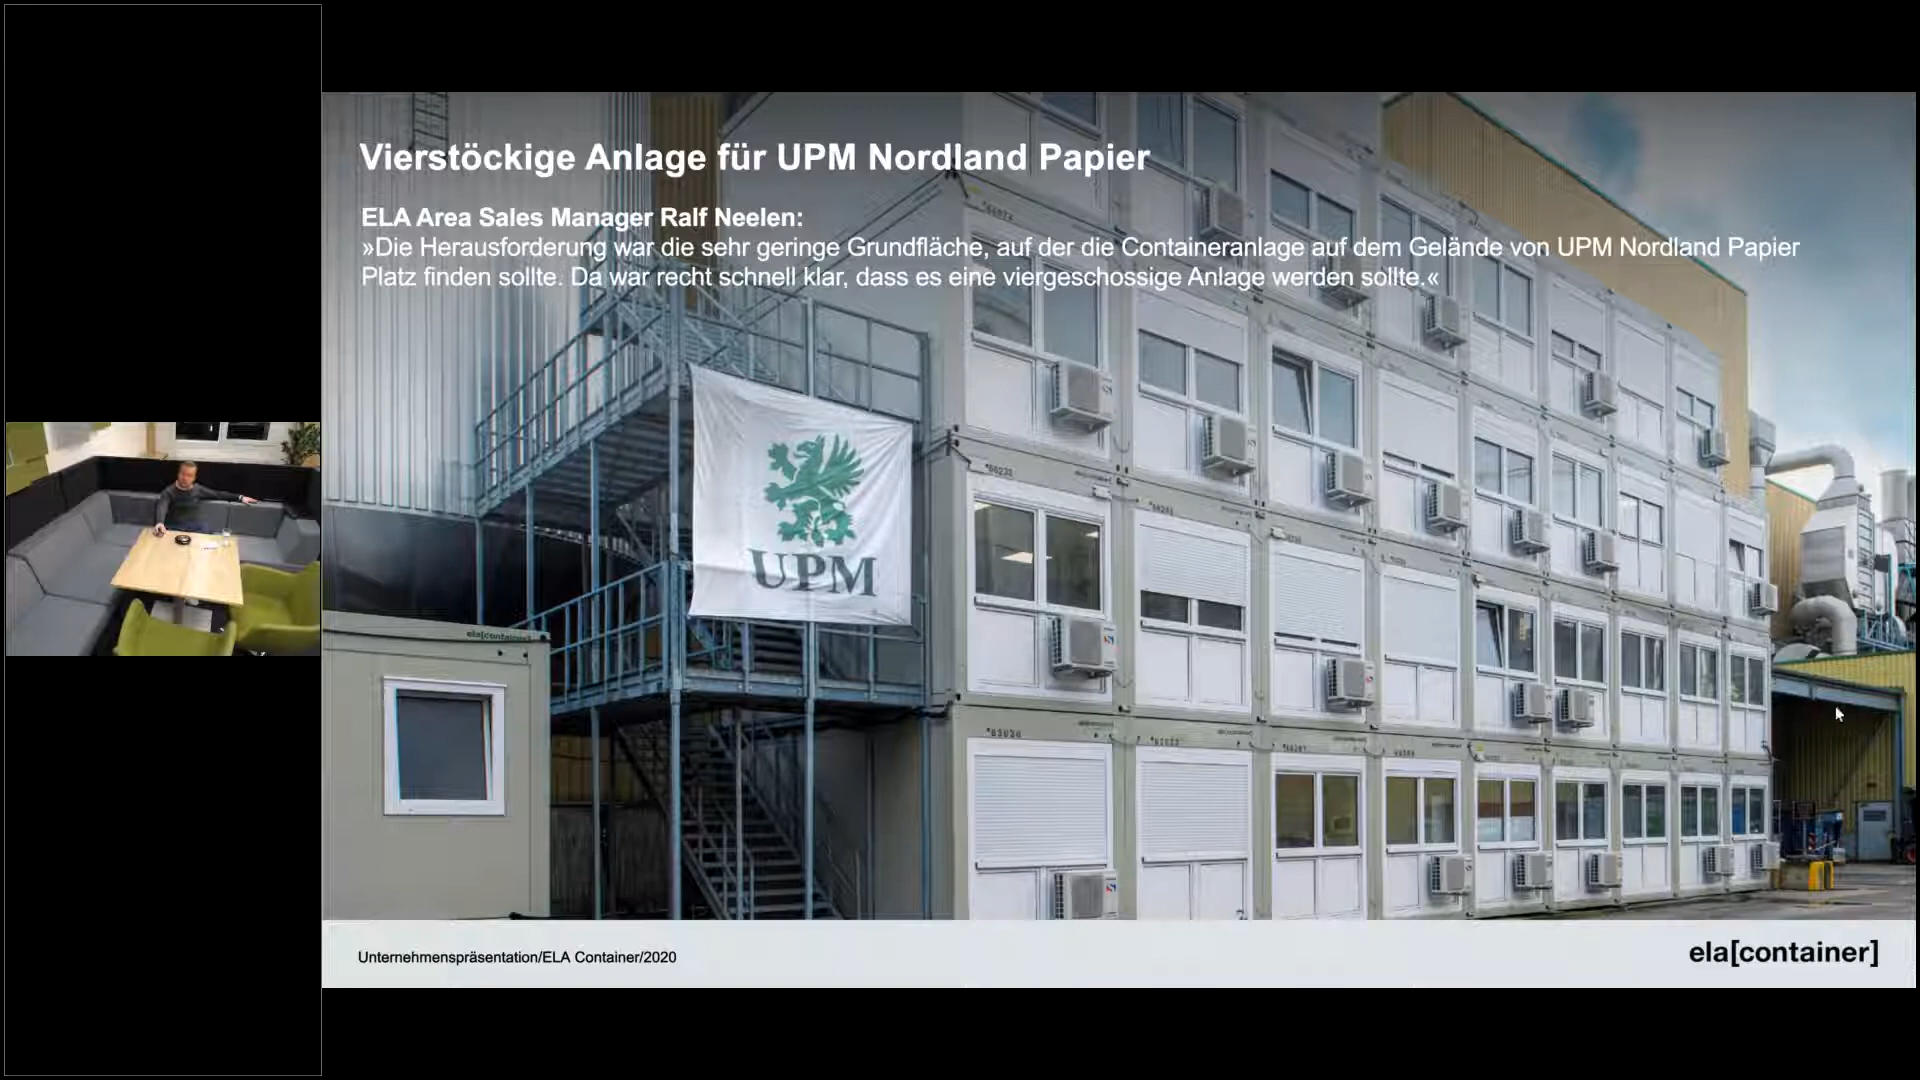 Vierstöckige Anlage für UPM Nordland Papier
ELA Area Sales Manager Ralf Neelen:
»Die Herausforderung war die sehr geringe Grundfläche, auf der die Containeranlage auf dem Gelände von UPM Nordland Papier
Platz finden sollte. Da war recht schnell klar, dass es eine viergeschossige Anlage werden sollte.«
UPM
ela[container]
Unternehmenspräsentation/ELA Container/2020
ela[container]